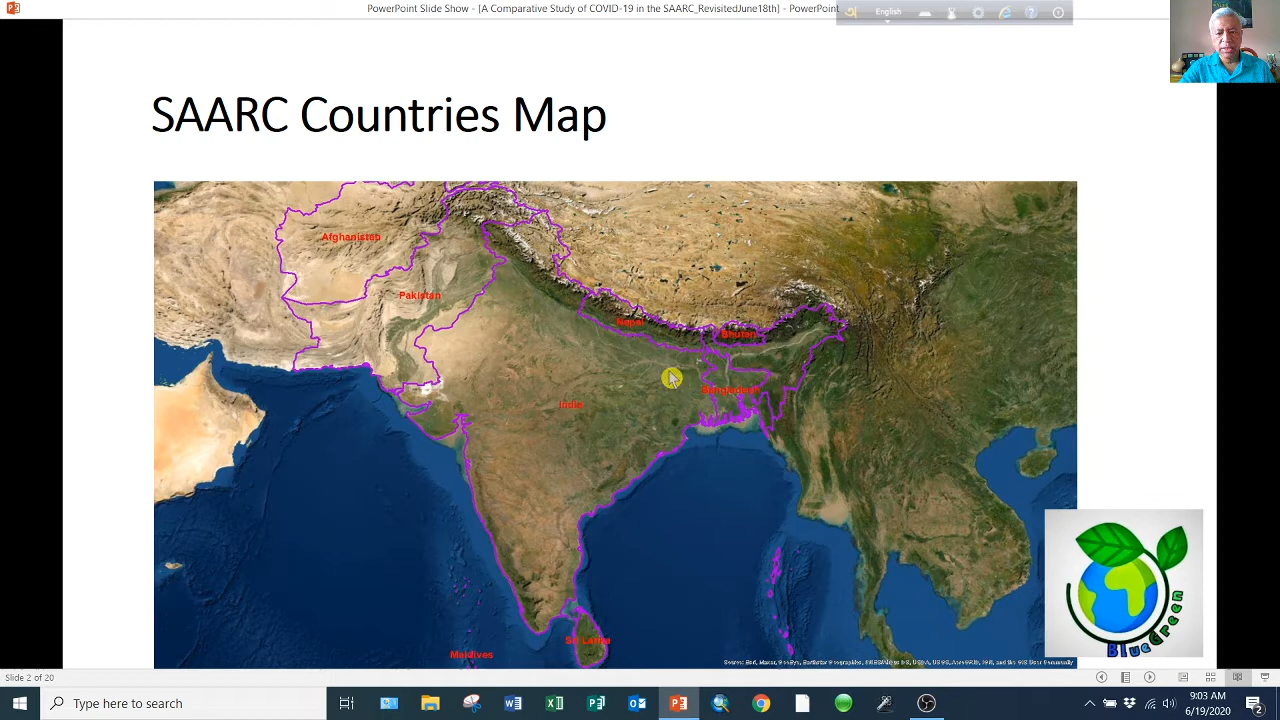 PowerPoint Slide Show - [A Comparative Study of COVID-19 in the SAARC_RevisitedJune18th] - PowerPoint
অ English
SAARC Countries Map
Afghanistan
Pakistan
Nepal
Bhutan
Bangladesh
India
Sri Lanka
Maldives
BlueGreen
Slide 2 of 20
Type here to search
9:03 AM
6/19/2020
2